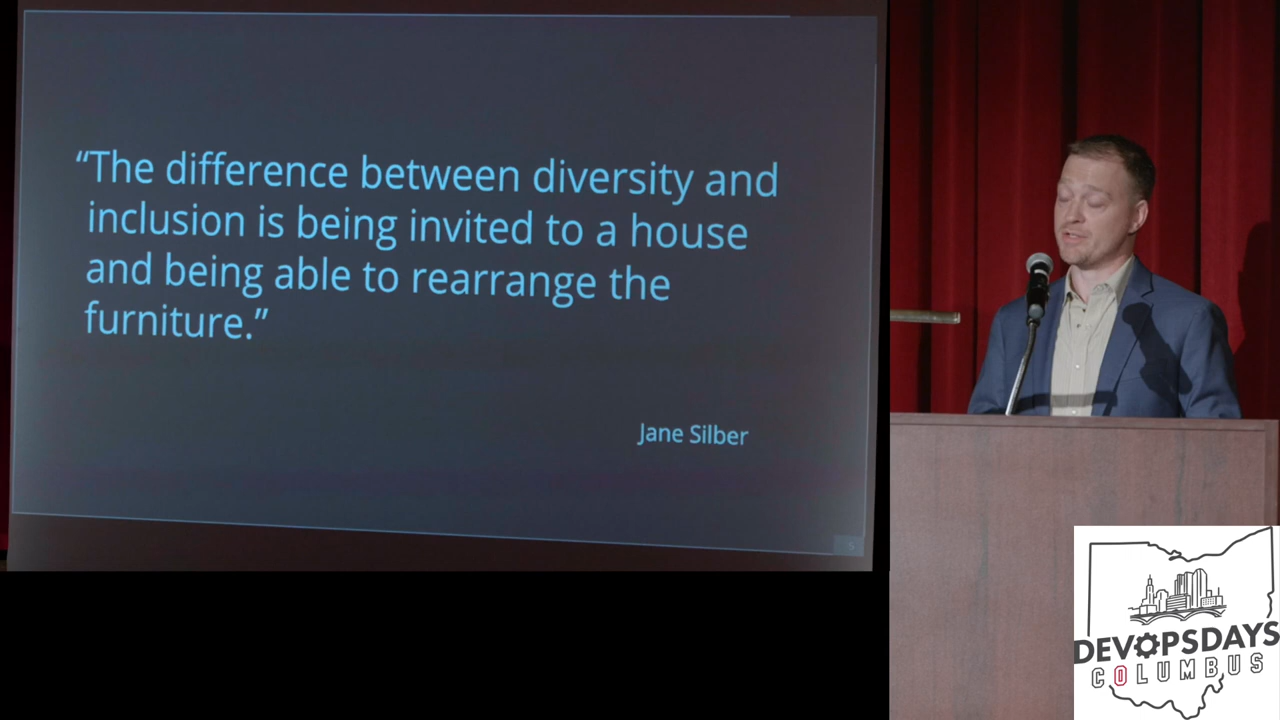 “The difference between diversity and
inclusion is being invited to a house
and being able to rearrange the
furniture.”
Jane Silber
5
DEVOPSDAYS
COLUMBUS